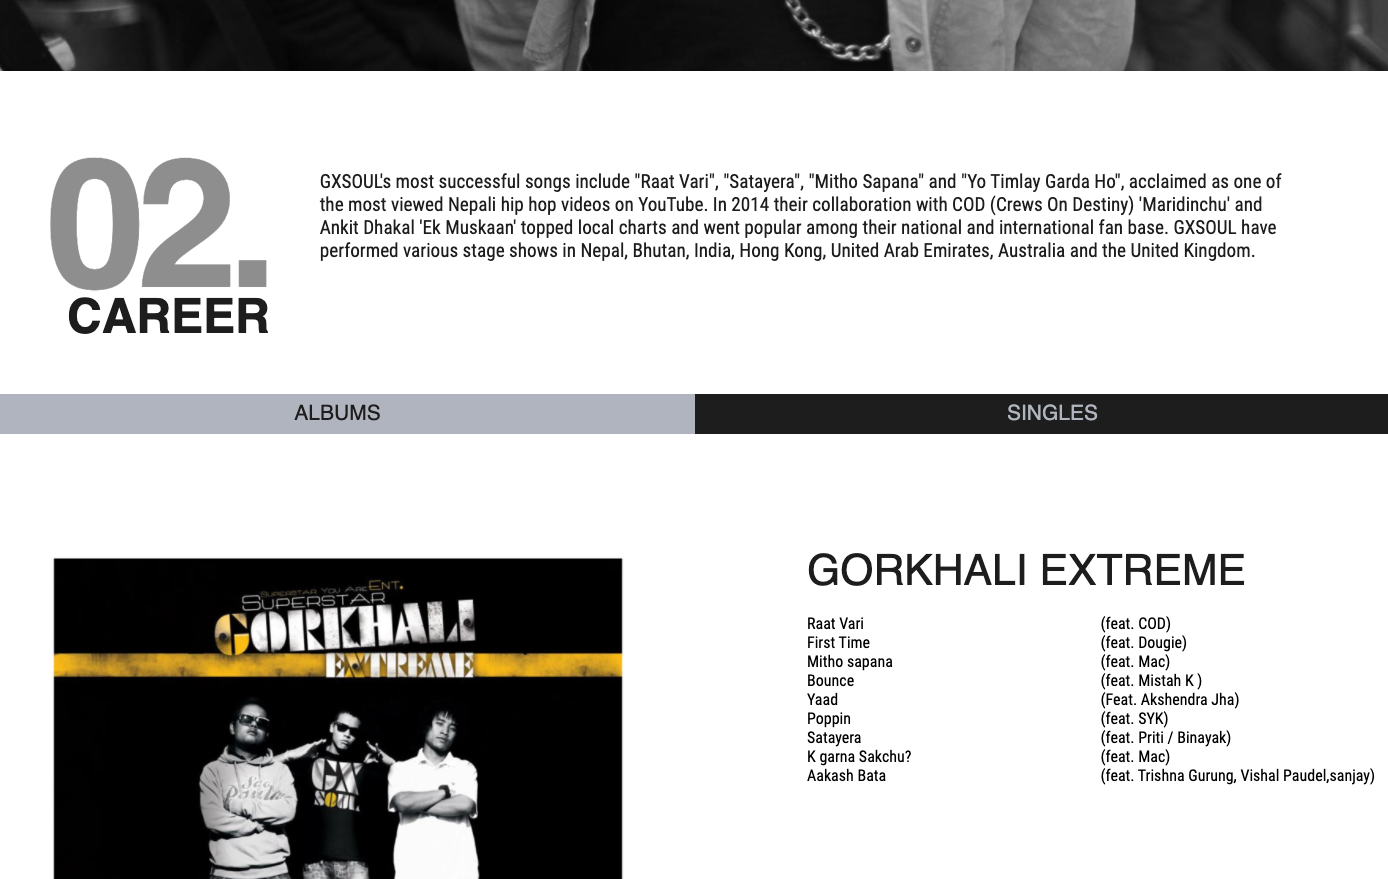 02.
CAREER
GXSOUL's most successful songs include "Raat Vari", "Satayera", "Mitho Sapana" and "Yo Timlay Garda Ho", acclaimed as one of
the most viewed Nepali hip hop videos on YouTube. In 2014 their collaboration with COD (Crews On Destiny) 'Maridinchu' and
Ankit Dhakal 'Ek Muskaan' topped local charts and went popular among their national and international fan base. GXSOUL have
performed various stage shows in Nepal, Bhutan, India, Hong Kong, United Arab Emirates, Australia and the United Kingdom.
ALBUMS
SINGLES
SUPERSTAR YOU ARE ENT.
SUPERSTAR
GORKHALI
EXTREME
GX
SOUL
Sao
Paulo
GORKHALI EXTREME
Raat Vari (feat. COD)
First Time (feat. Dougie)
Mitho sapana (feat. Mac)
Bounce (feat. Mistah K )
Yaad (Feat. Akshendra Jha)
Poppin (feat. SYK)
Satayera (feat. Priti / Binayak)
K garna Sakchu? (feat. Mac)
Aakash Bata (feat. Trishna Gurung, Vishal Paudel,sanjay)